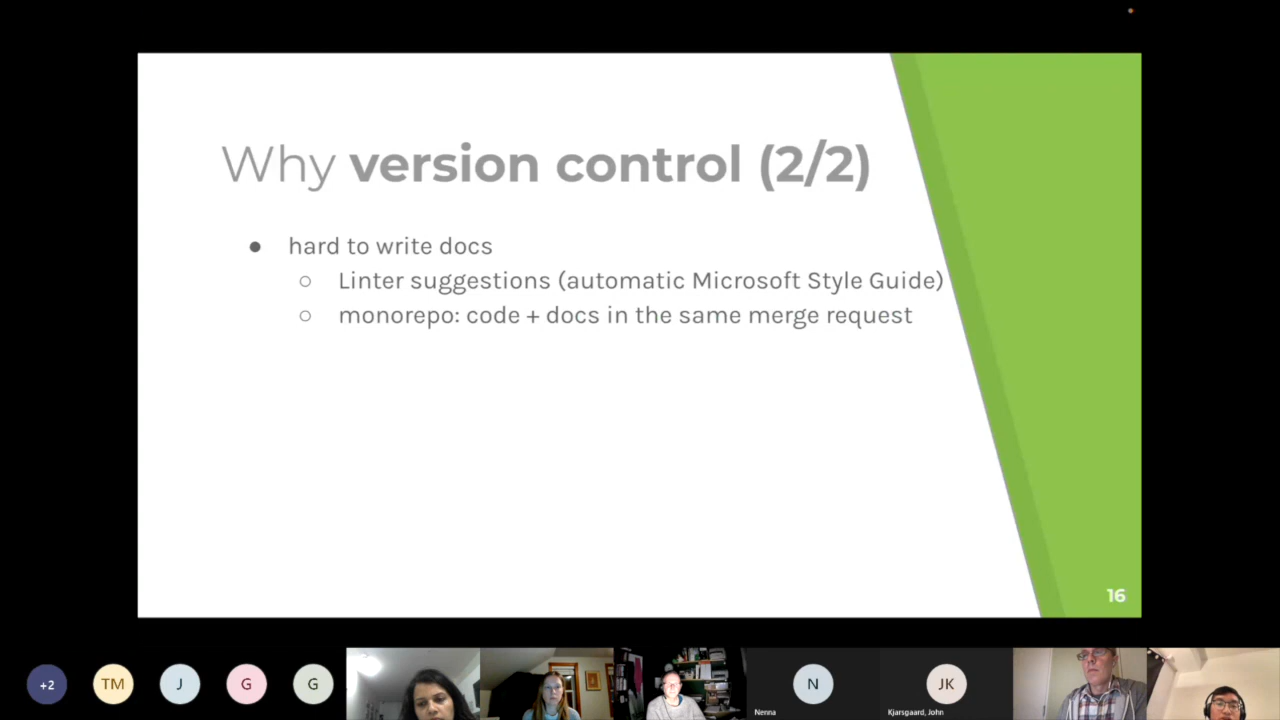 Why version control (2/2)
● hard to write docs
○ Linter suggestions (automatic Microsoft Style Guide)
○ monorepo: code + docs in the same merge request
16
+2
TM
J
G
G
N
Nenna
JK
Kjarsgaard, John